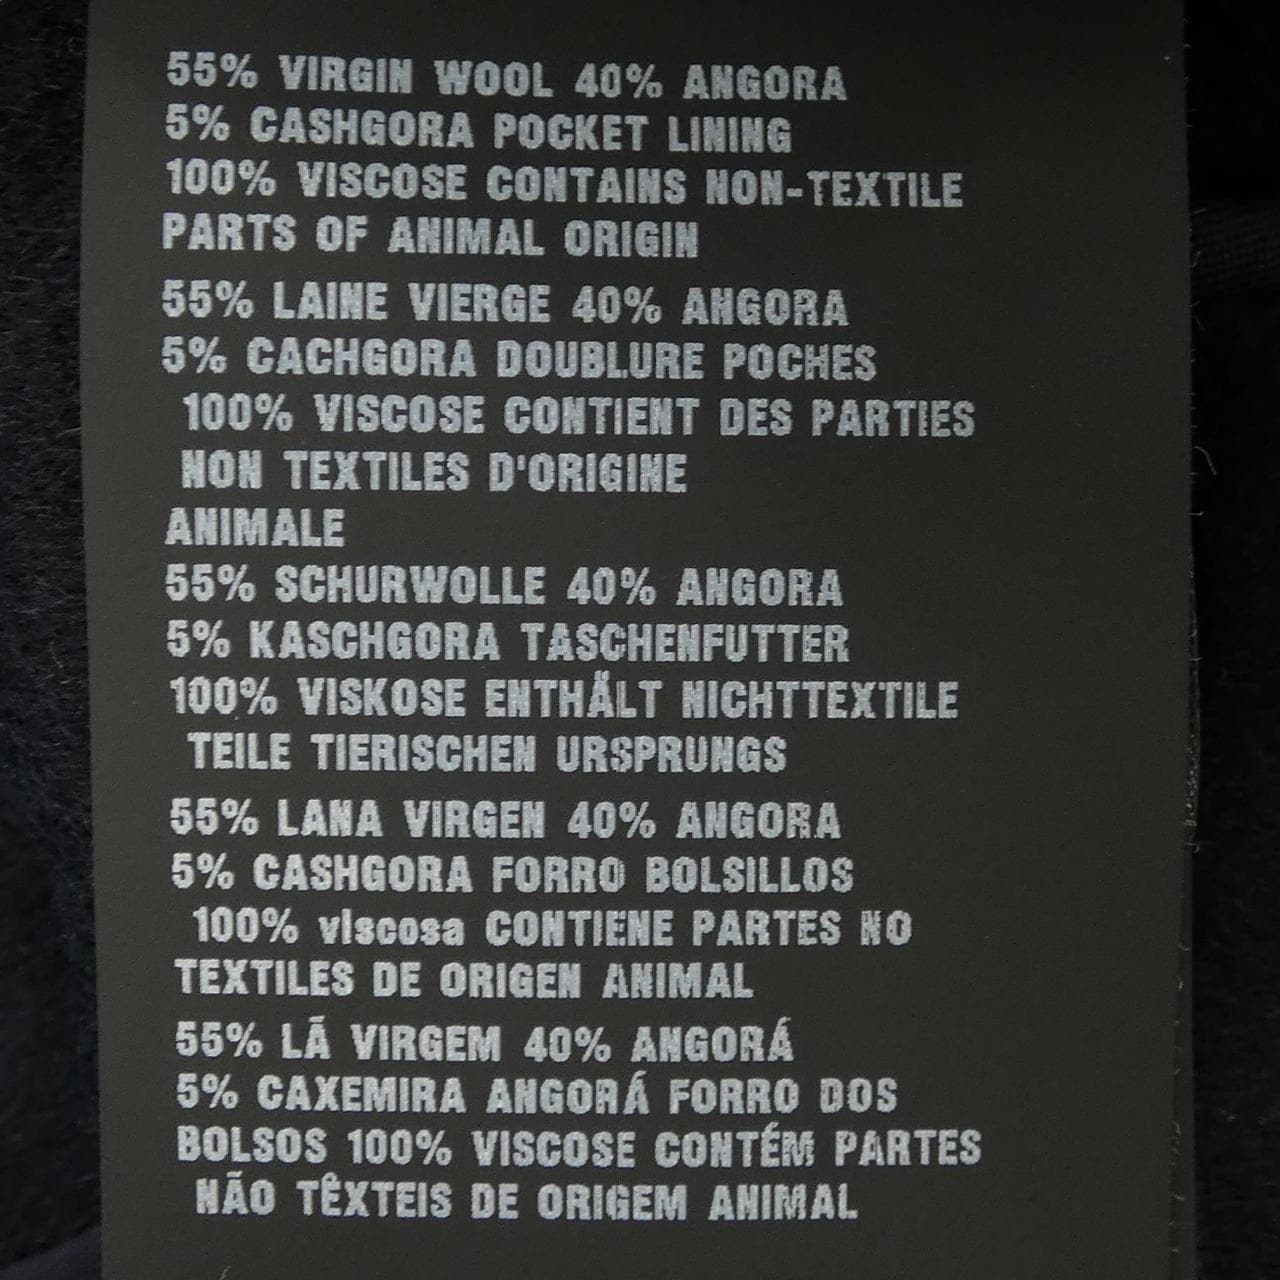 55% VIRGIN WOOL 40% ANGORA
5% CASHGORA POCKET LINING
100% VISCOSE CONTAINS NON-TEXTILE
PARTS OF ANIMAL ORIGIN
55% LAINE VIERGE 40% ANGORA
5% CACHGORA DOUBLURE POCHES
100% VISCOSE CONTIENT DES PARTIES
NON TEXTILES D'ORIGINE
ANIMALE
55% SCHURWOLLE 40% ANGORA
5% KASCHGORA TASCHENFUTTER
100% VISKOSE ENTHÄLT NICHTTEXTILE
TEILE TIERISCHEN URSPRUNGS
55% LANA VIRGEN 40% ANGORA
5% CASHGORA FORRO BOLSILLOS
100% viscosa CONTIENE PARTES NO
TEXTILES DE ORIGEN ANIMAL
55% LÃ VIRGEM 40% ANGORÁ
5% CAXEMIRA ANGORÁ FORRO DOS
BOLSOS 100% VISCOSE CONTÉM PARTES
NÃO TÊXTEIS DE ORIGEM ANIMAL